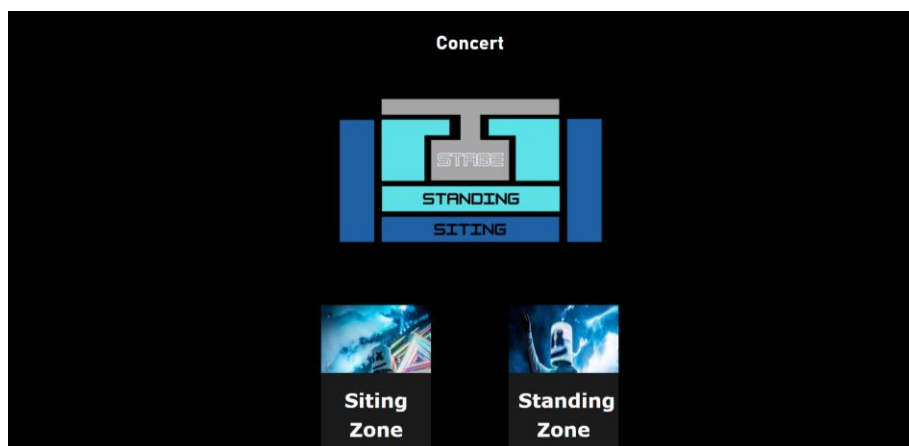 Concert
STAGE
STANDING
SITING
Siting
Zone
Standing
Zone